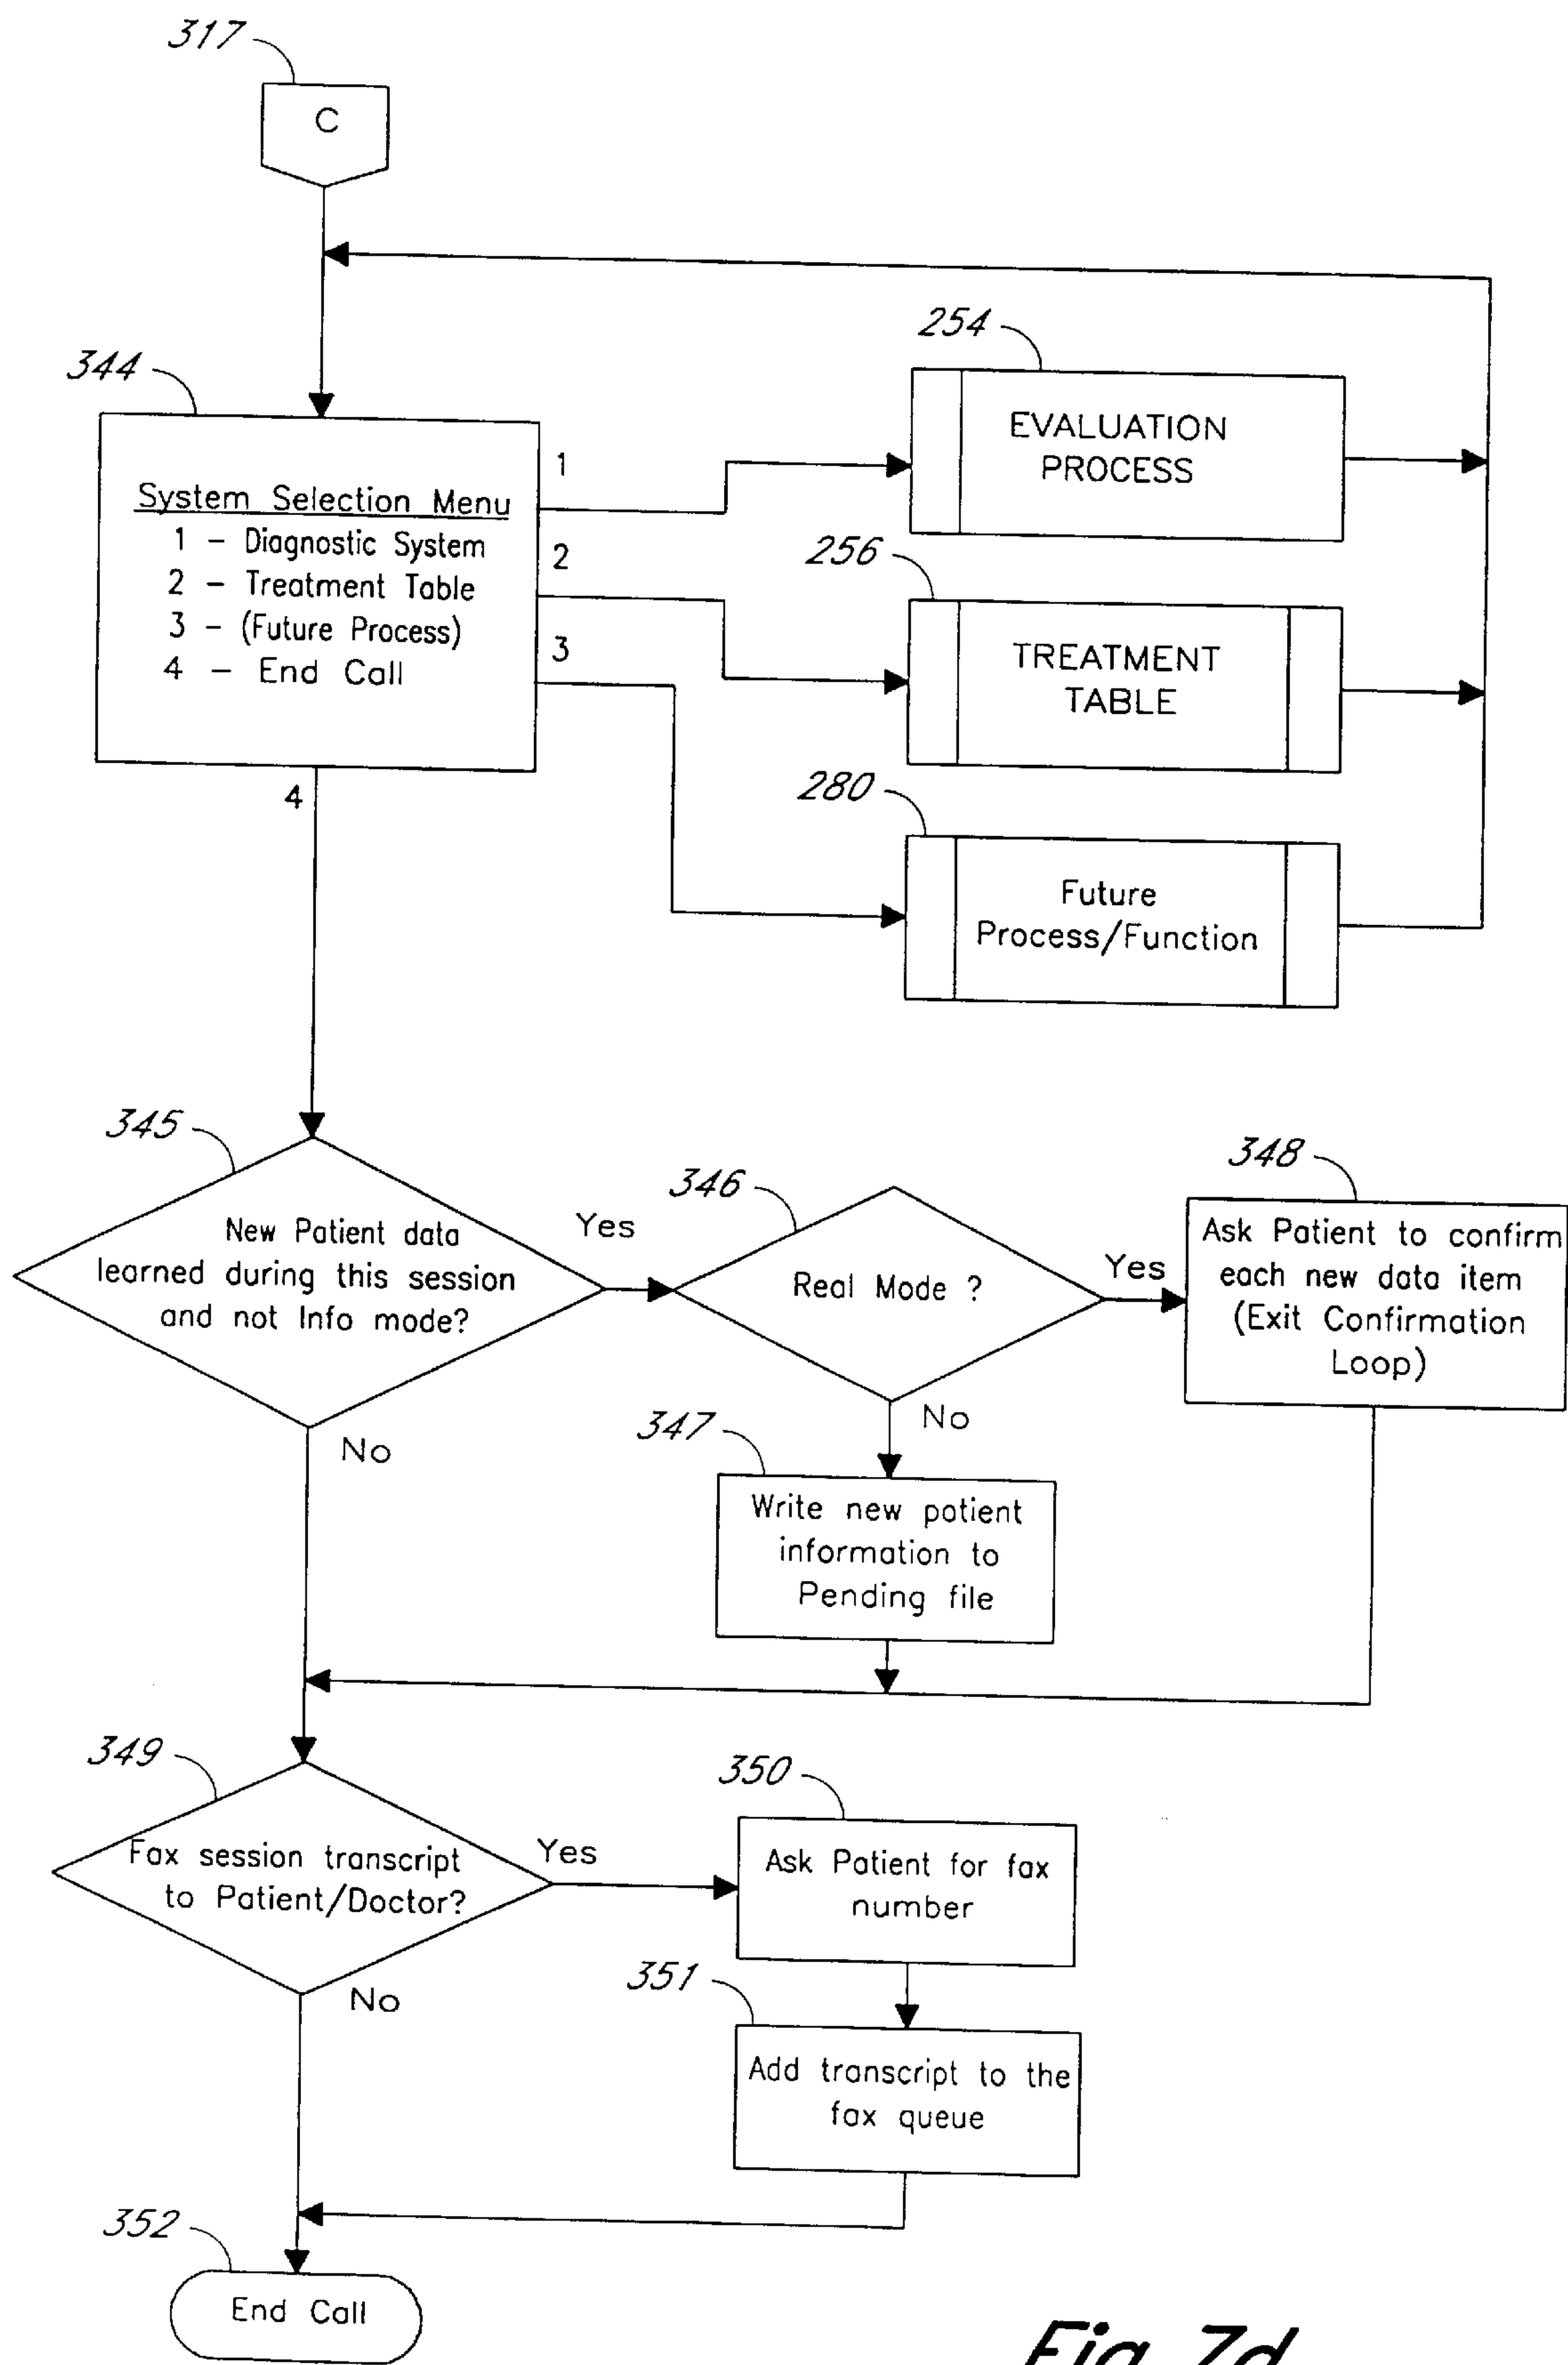 317
C
254
344
EVALUATION
PROCESS
1
System Selection Menu
1 - Diagnostic System
2 - Treatment Table
3 - (Future Process)
4 - End Call
2
256
3
TREATMENT
TABLE
280
4
Future
Process/Function
345
New Patient data
learned during this session
and not Info mode?
Yes
346
Real Mode ?
Yes
348
Ask Patient to confirm
each new data item
(Exit Confirmation
Loop)
No
No
347
Write new patient
information to
Pending file
349
Fax session transcript
to Patient/Doctor?
Yes
350
Ask Patient for fax
number
No
351
Add transcript to the
fax queue
352
End Call
Fig. 7d